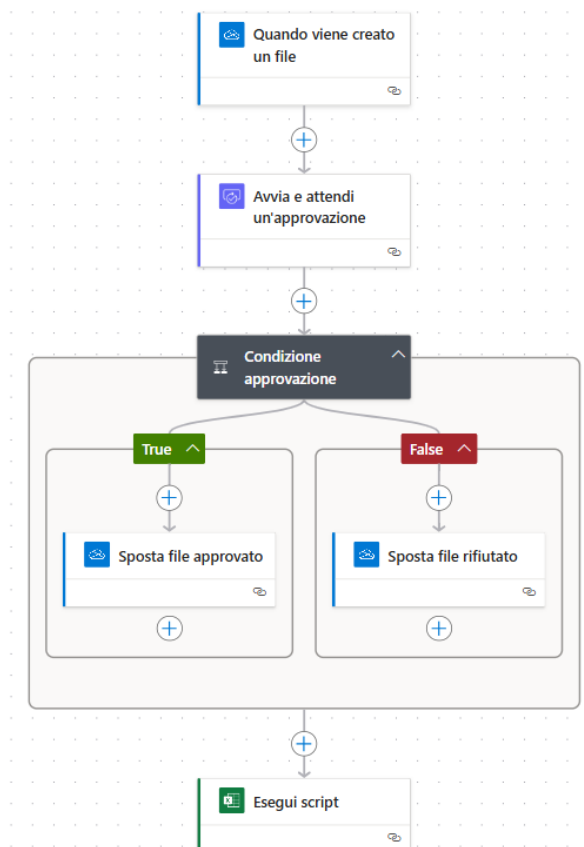 Quando viene creato
un file
Avvia e attendi
un'approvazione
Condizione
approvazione
True
False
Sposta file approvato
Sposta file rifiutato
Esegui script